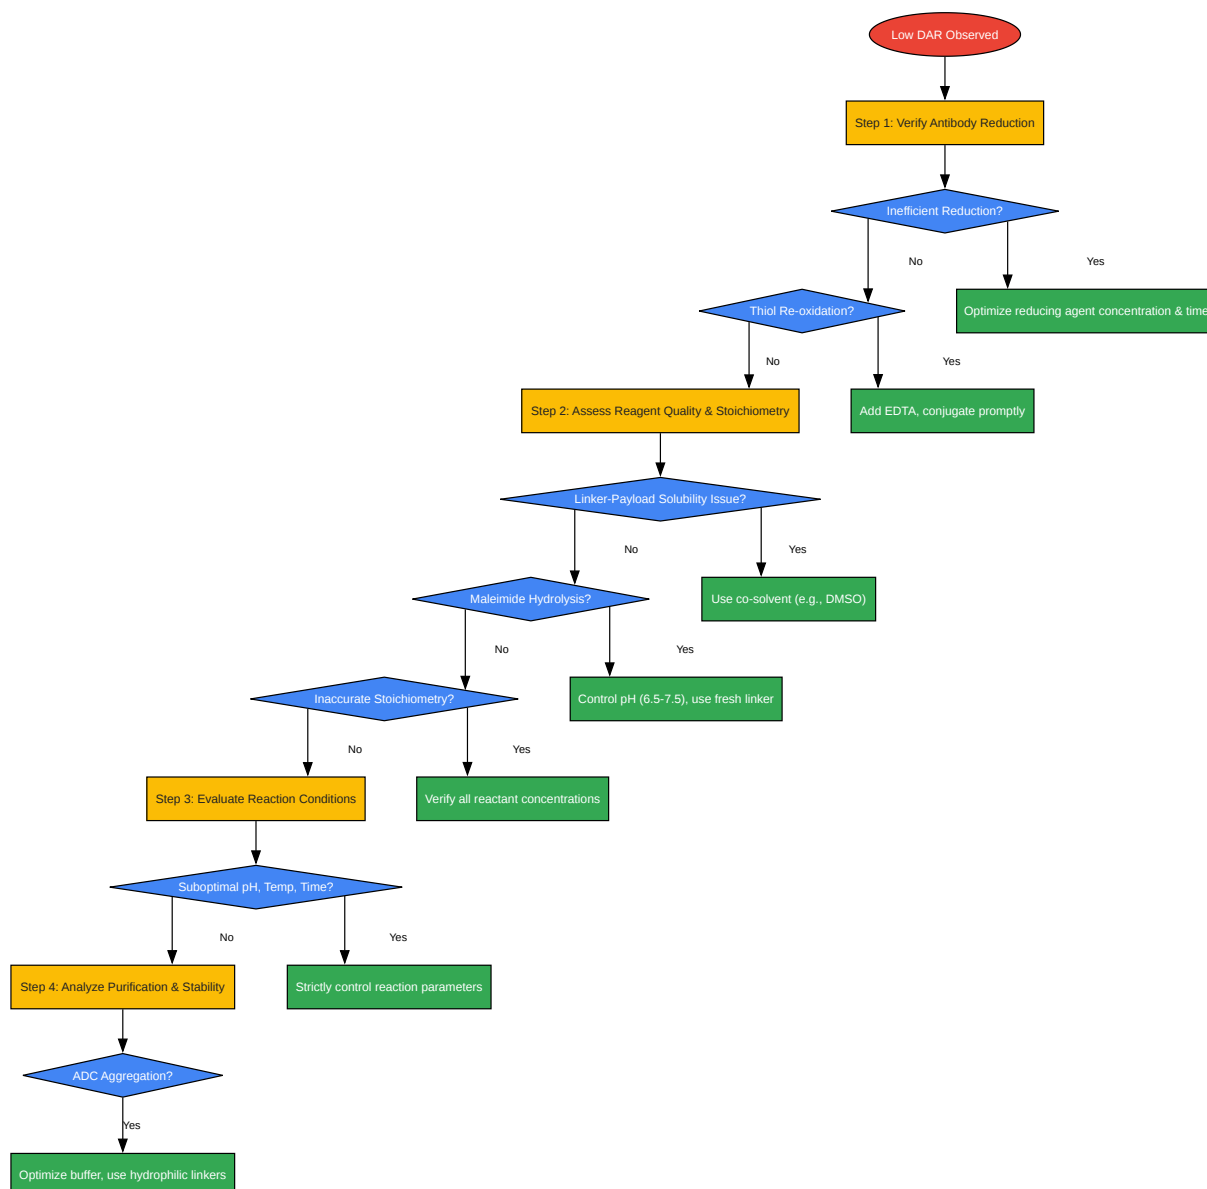 Low DAR Observed
Step 1: Verify Antibody Reduction
Inefficient Reduction?
No
Yes
Thiol Re-oxidation?
Optimize reducing agent concentration & time
No
Yes
Step 2: Assess Reagent Quality & Stoichiometry
Add EDTA, conjugate promptly
Linker-Payload Solubility Issue?
No
Yes
Maleimide Hydrolysis?
Use co-solvent (e.g., DMSO)
No
Yes
Inaccurate Stoichiometry?
Control pH (6.5-7.5), use fresh linker
No
Yes
Step 3: Evaluate Reaction Conditions
Verify all reactant concentrations
Suboptimal pH, Temp, Time?
No
Yes
Step 4: Analyze Purification & Stability
Strictly control reaction parameters
ADC Aggregation?
Yes
Optimize buffer, use hydrophilic linkers